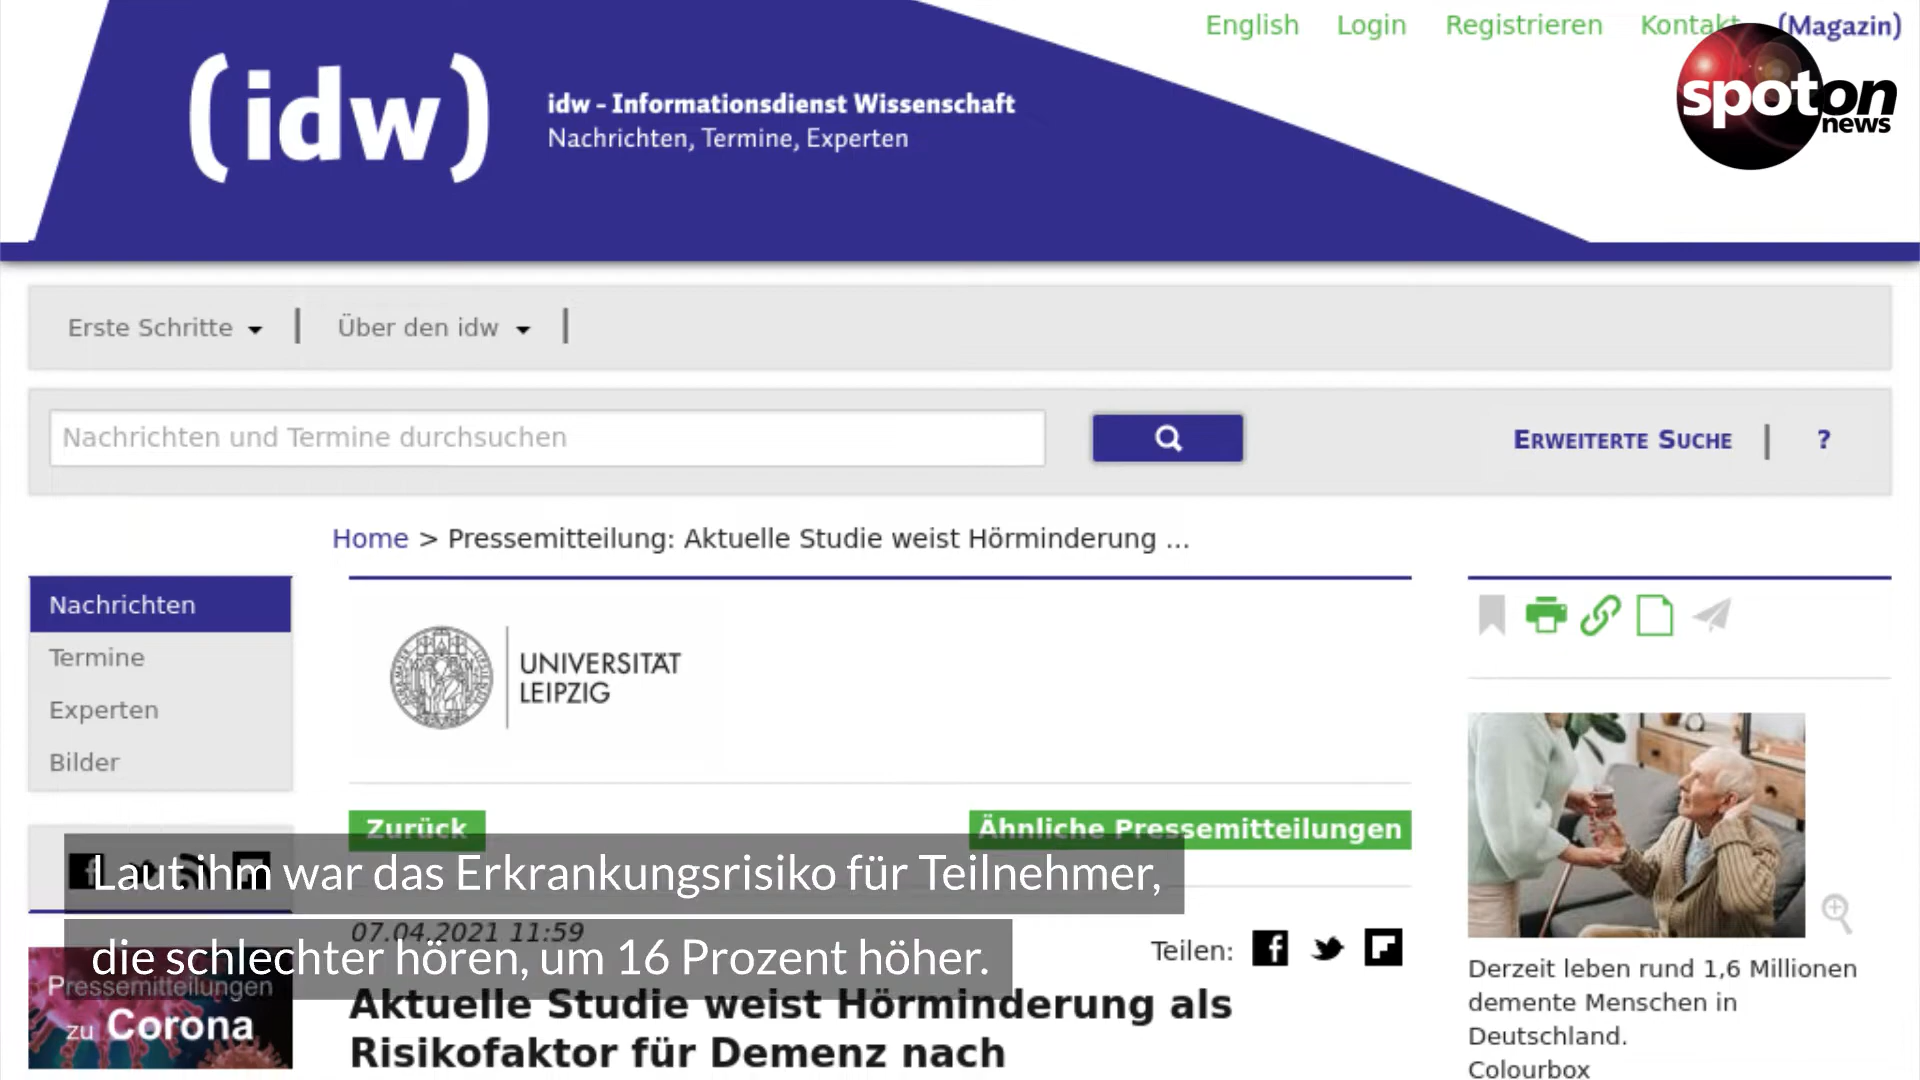 English Login Registrieren Kontakt (Magazin)
spoton
news
(idw)
idw - Informationsdienst Wissenschaft
Nachrichten, Termine, Experten
Erste Schritte
Über den idw
Nachrichten und Termine durchsuchen
ERWEITERTE SUCHE
?
Home > Pressemitteilung: Aktuelle Studie weist Hörminderung ...
Nachrichten
Termine
Experten
Bilder
UNIVERSITÄT
LEIPZIG
Zurück
Ähnliche Pressemitteilungen
Laut ihm war das Erkrankungsrisiko für Teilnehmer,
die schlechter hören, um 16 Prozent höher.
07.04.2021 11:59
Teilen:
Aktuelle Studie weist Hörminderung als
Risikofaktor für Demenz nach
Pressemitteilungen
zu Corona
Derzeit leben rund 1,6 Millionen
demente Menschen in
Deutschland.
Colourbox